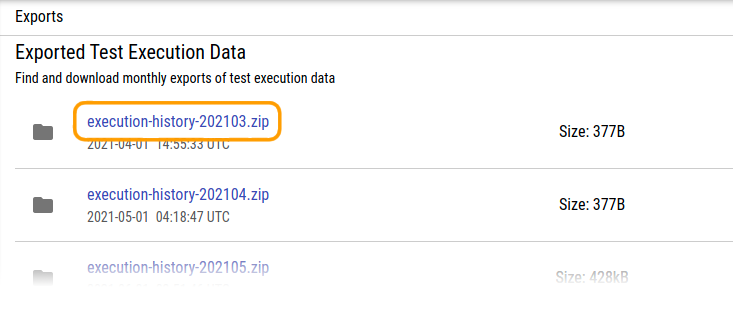 Exports
Exported Test Execution Data
Find and download monthly exports of test execution data
execution-history-202103.zip
Size: 377B
2021-04-01 14:55:33 UTC
execution-history-202104.zip
Size: 377B
2021-05-01 04:18:47 UTC
execution-history-202105.zip
Size: 428kB